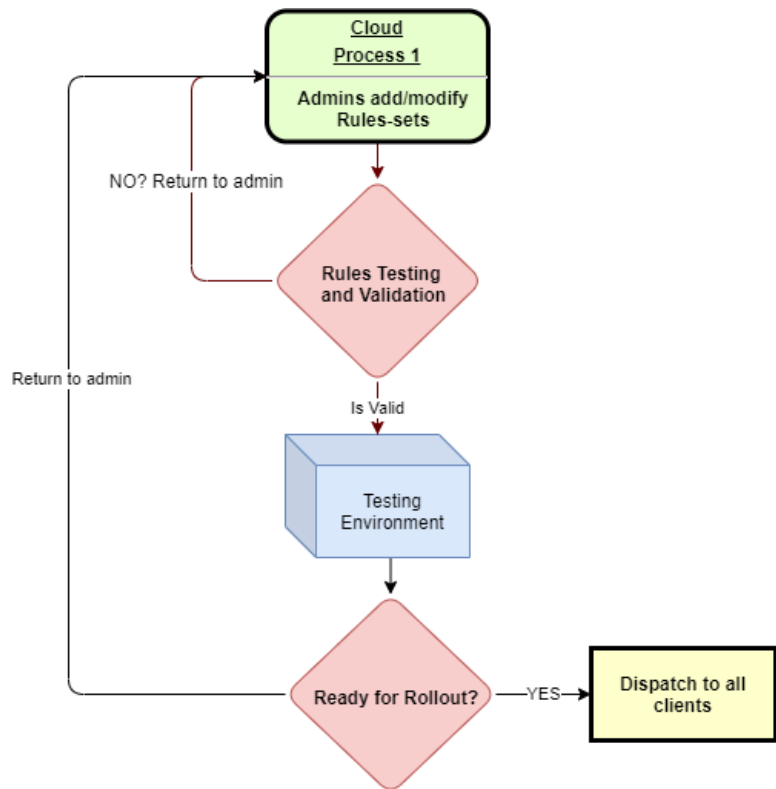 Cloud
Process 1
Admins add/modify
Rules-sets
NO? Return to admin
Rules Testing
and Validation
Return to admin
Is Valid
Testing
Environment
Ready for Rollout?
YES
Dispatch to all
clients